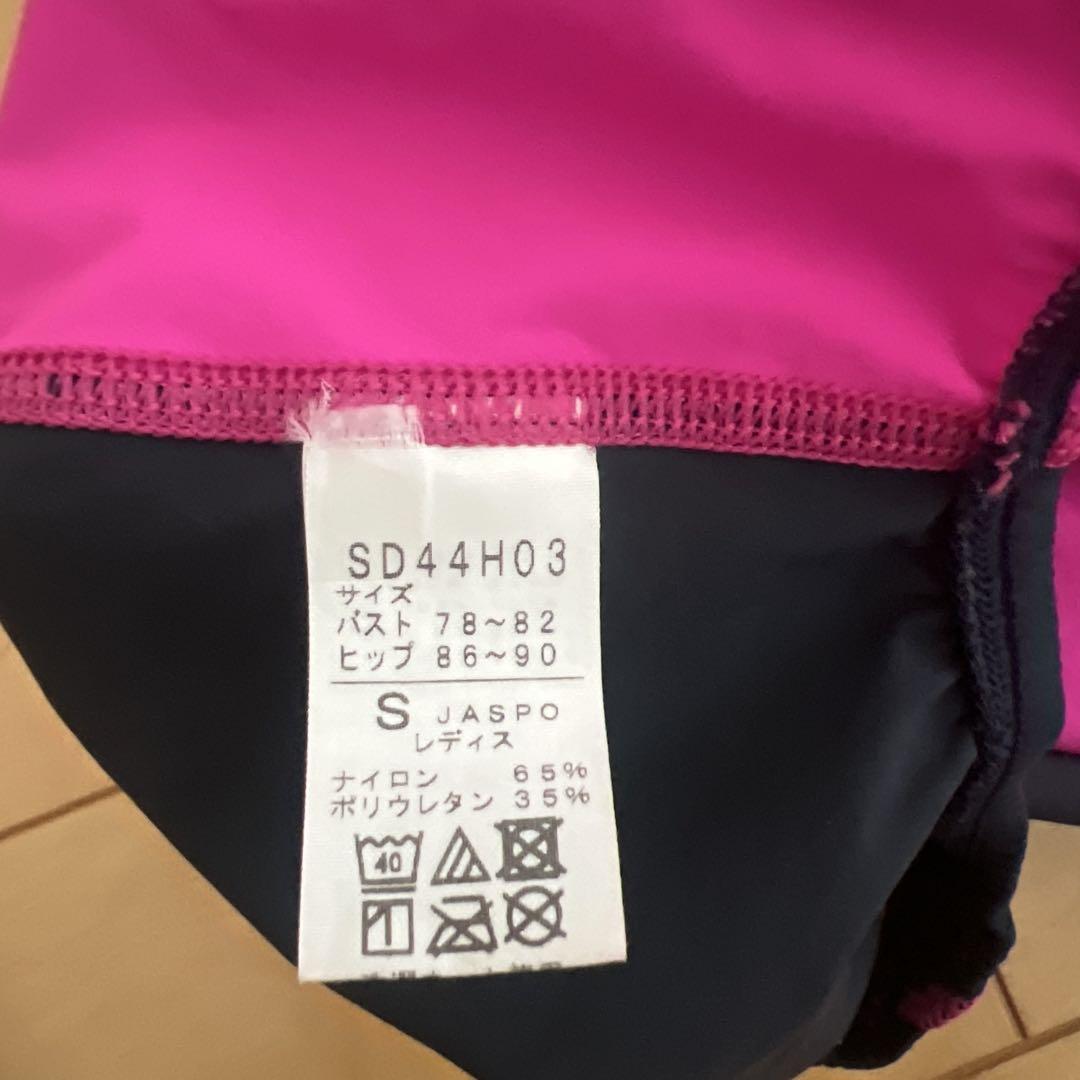 SD44H03
サイズ
バスト 78～82
ヒップ 86～90
S JASPO
レディス
ナイロン 65%
ポリウレタン 35%
40